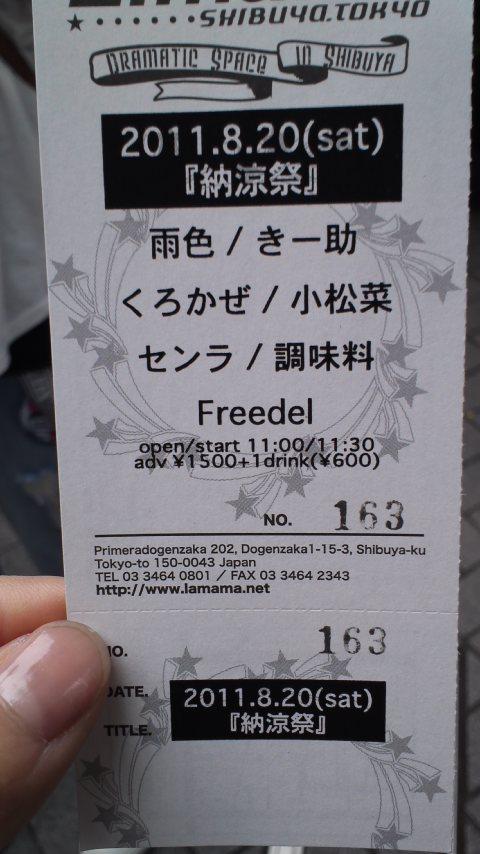 ★・・・・・・SHIBUYA.TOKYO
DRAMATIC SPACE in SHIBUYA
2011.8.20(sat)
『納涼祭』
雨色 / きー助
くろかぜ / 小松菜
センラ / 調味料
Freedel
open/start 11:00/11:30
adv ¥1500+1drink(¥600)
NO. 163
Primeradogenzaka 202, Dogenzaka1-15-3, Shibuya-ku
Tokyo-to 150-0043 Japan
TEL 03 3464 0801 / FAX 03 3464 2343
http://www.lamama.net
NO. 163
DATE. 2011.8.20(sat)
TITLE. 『納涼祭』